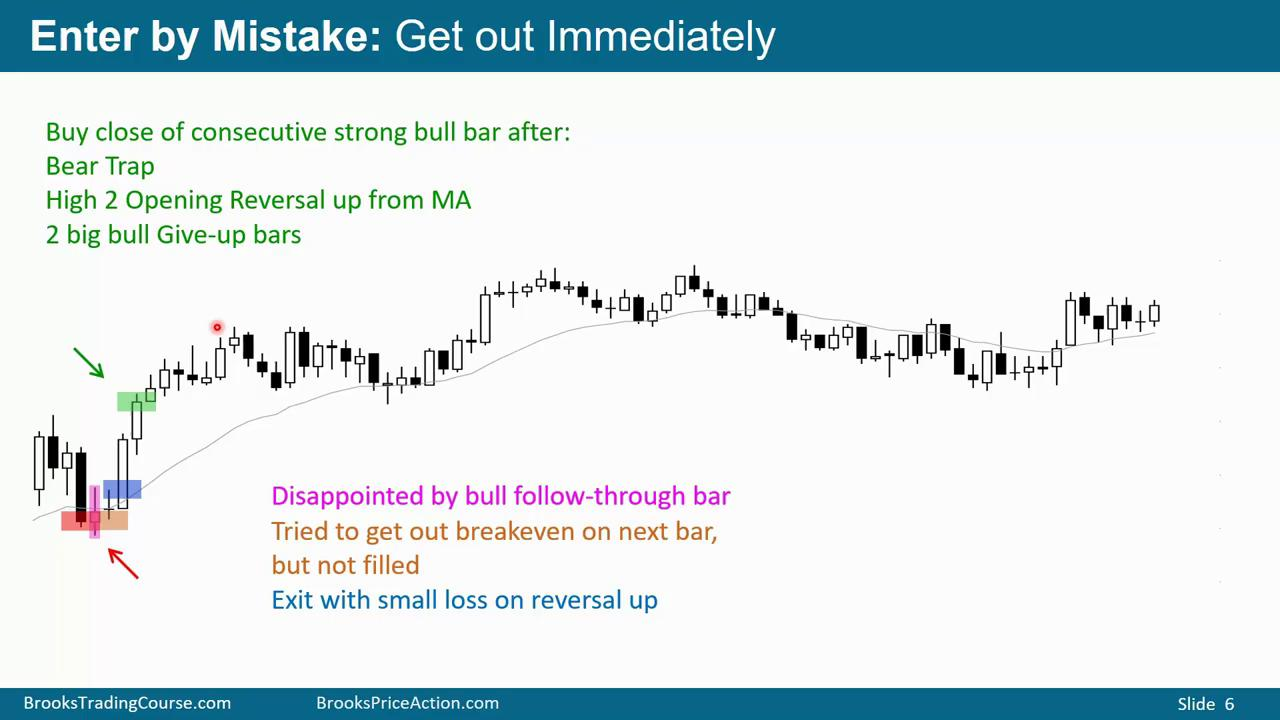 Enter by Mistake: Get out Immediately
Buy close of consecutive strong bull bar after:
Bear Trap
High 2 Opening Reversal up from MA
2 big bull Give-up bars
Disappointed by bull follow-through bar
Tried to get out breakeven on next bar,
but not filled
Exit with small loss on reversal up
BrooksTradingCourse.com
BrooksPriceAction.com
Slide 6